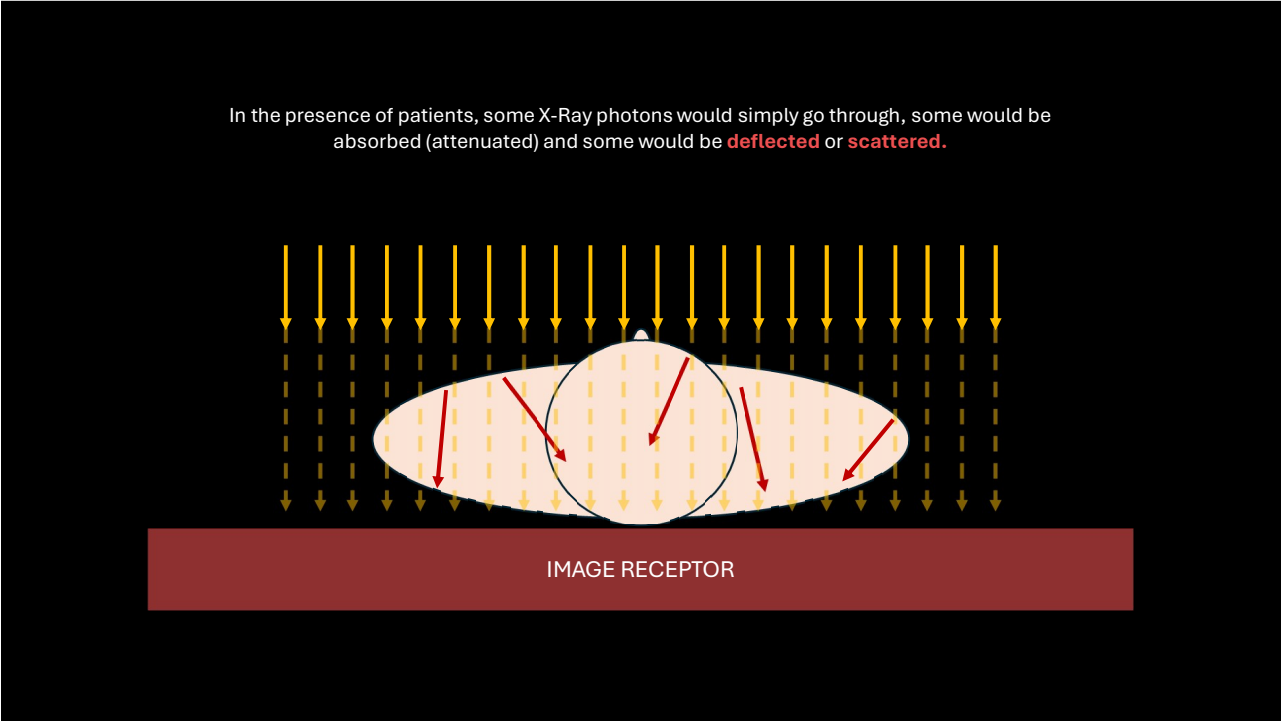 In the presence of patients, some X-Ray photons would simply go through, some would be
absorbed (attenuated) and some would be deflected or scattered.
IMAGE RECEPTOR